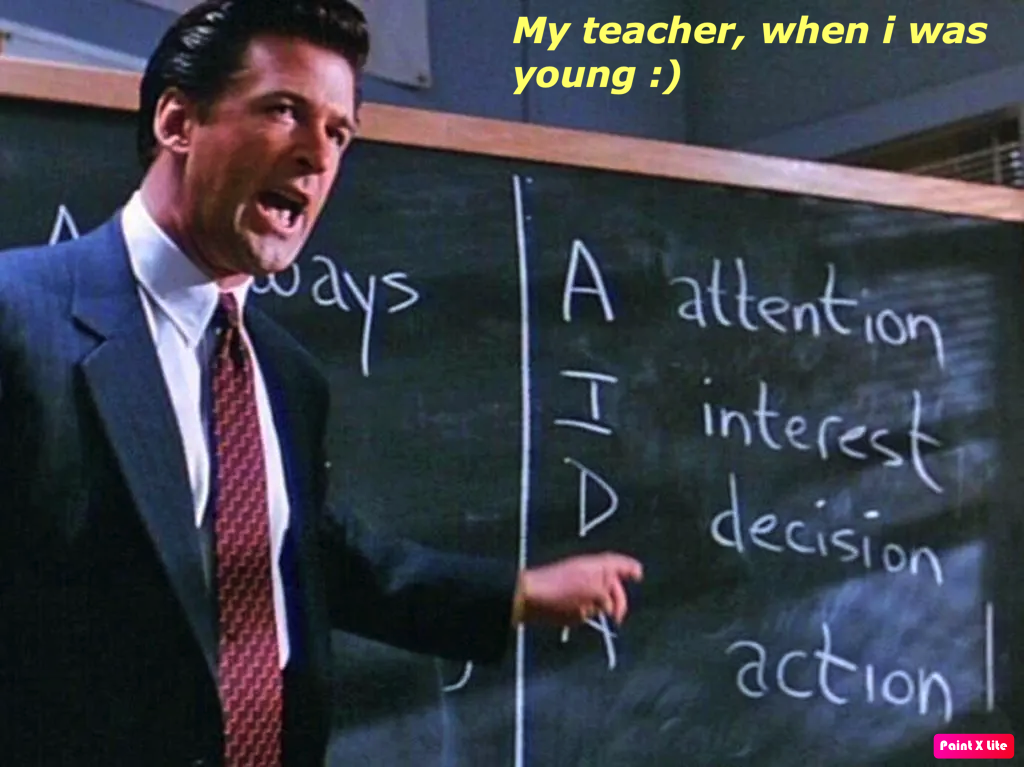 My teacher, when i was
young :)
A
ways
A attention
I interest
D decision
A action
Paint X lite